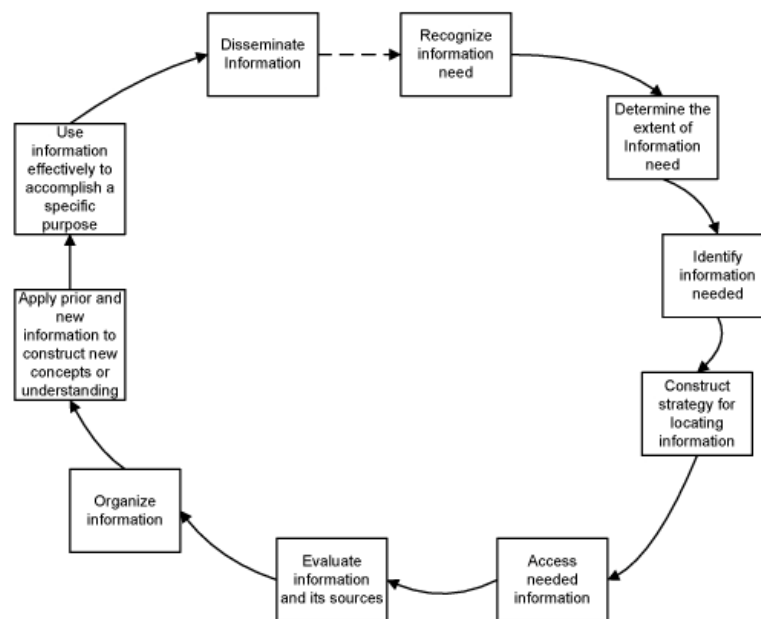 Disseminate
Information
Recognize
information
need
Determine the
extent of
Information
need
Identify
information
needed
Construct
strategy for
locating
information
Access
needed
information
Evaluate
information
and its sources
Organize
information
Apply prior and
new
information to
construct new
concepts or
understanding
Use
information
effectively to
accomplish a
specific
purpose